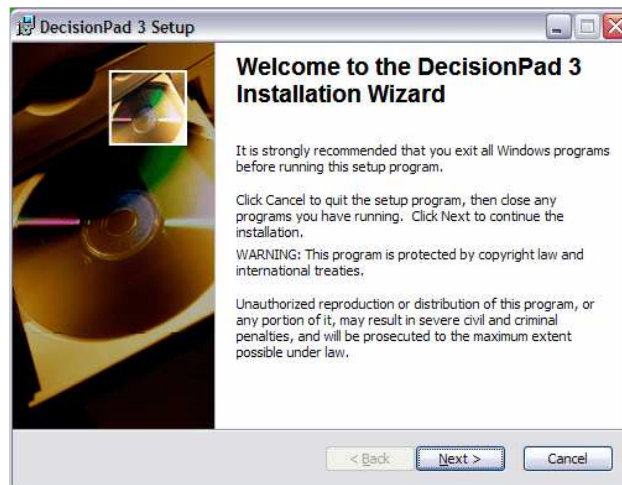 DecisionPad 3 Setup
Welcome to the DecisionPad 3
Installation Wizard
It is strongly recommended that you exit all Windows programs
before running this setup program.
Click Cancel to quit the setup program, then close any
programs you have running. Click Next to continue the
installation.
WARNING: This program is protected by copyright law and
international treaties.
Unauthorized reproduction or distribution of this program, or
any portion of it, may result in severe civil and criminal
penalties, and will be prosecuted to the maximum extent
possible under law.
< Back Next > Cancel